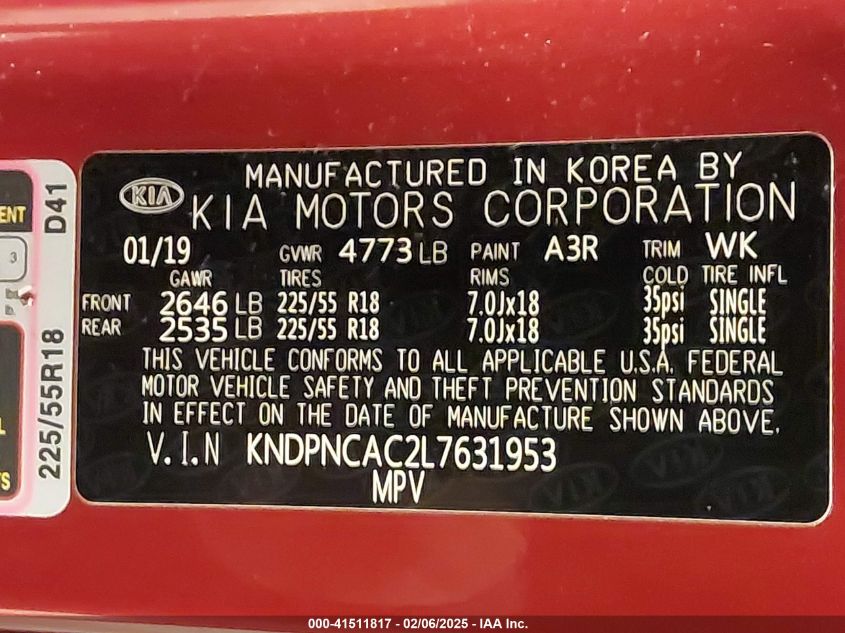 MANUFACTURED IN KOREA BY
KIA
KIA MOTORS CORPORATION
01/19 GVWR 4773 LB PAINT A3R TRIM WK
GAWR TIRES RIMS COLD TIRE INFL
FRONT 2646 LB 225/55 R18 7.0Jx18 35psi SINGLE
REAR 2535 LB 225/55 R18 7.0Jx18 35psi SINGLE
THIS VEHICLE CONFORMS TO ALL APPLICABLE U.S.A. FEDERAL
MOTOR VEHICLE SAFETY AND THEFT PREVENTION STANDARDS
IN EFFECT ON THE DATE OF MANUFACTURE SHOWN ABOVE.
V.I.N KNDPNCAC2L7631953
MPV
225/55R18 D41
3
000-41511817 - 02/06/2025 - IAA Inc.